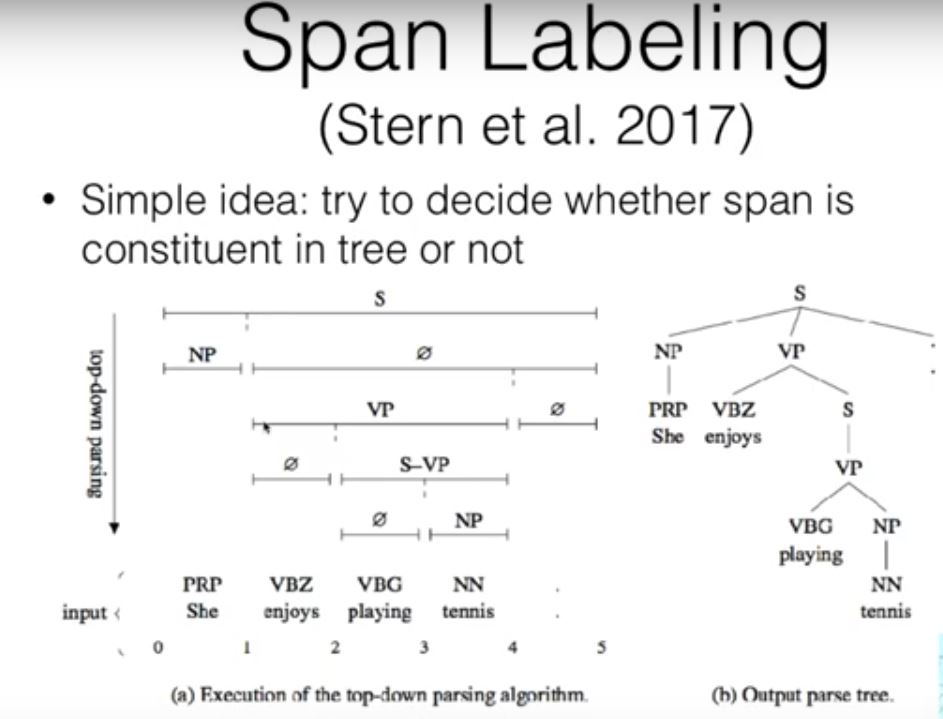 Span Labeling
(Stern et al. 2017)
• Simple idea: try to decide whether span is
constituent in tree or not
top-down parsing
S
NP Ø
VP Ø
Ø S–VP
Ø NP
PRP VBZ VBG NN .
input She enjoys playing tennis .
0 1 2 3 4 5
(a) Execution of the top-down parsing algorithm.
S
NP VP .
PRP VBZ S
She enjoys
VP
VBG NP
playing
NN
tennis
(b) Output parse tree.